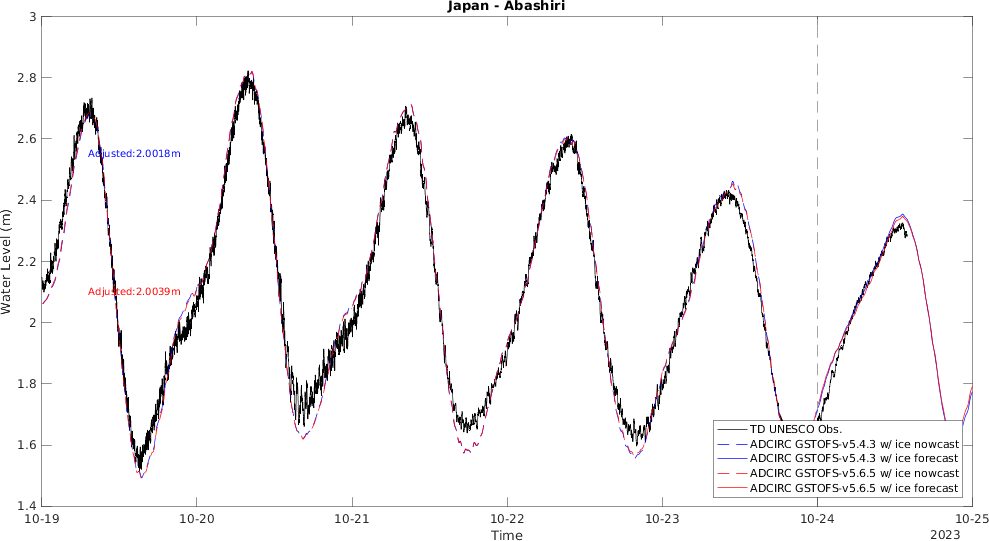 Japan - Abashiri
3
2.8
2.6
2.4
2.2
2
1.8
1.6
1.4
Water Level (m)
Adjusted:2.0018m
Adjusted:2.0039m
TD UNESCO Obs.
ADCIRC GSTOFS-v5.4.3 w/ ice nowcast
ADCIRC GSTOFS-v5.4.3 w/ ice forecast
ADCIRC GSTOFS-v5.6.5 w/ ice nowcast
ADCIRC GSTOFS-v5.6.5 w/ ice forecast
10-19 10-20 10-21 10-22 10-23 10-24 10-25
Time
2023